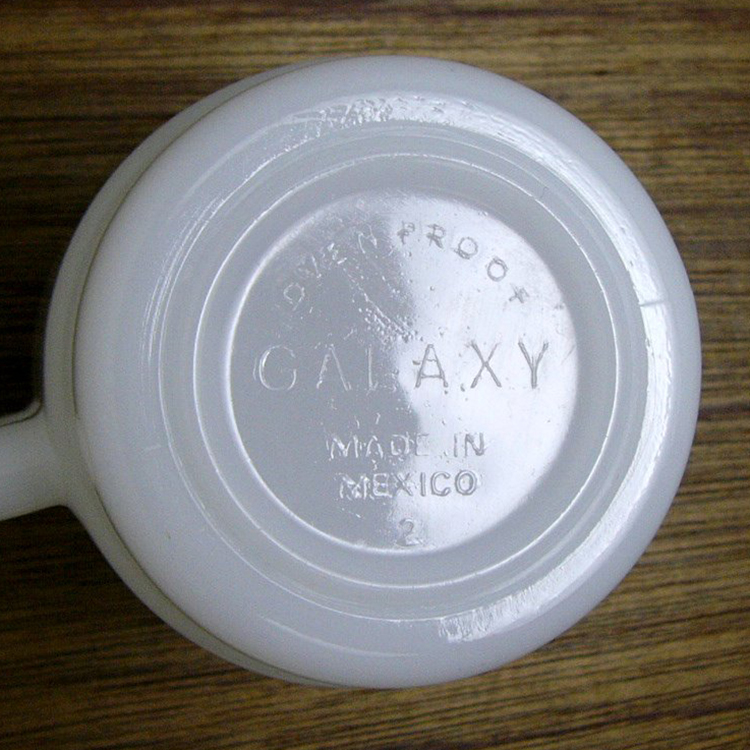 OVEN PROOF
GALAXY
MADE IN
MEXICO
2